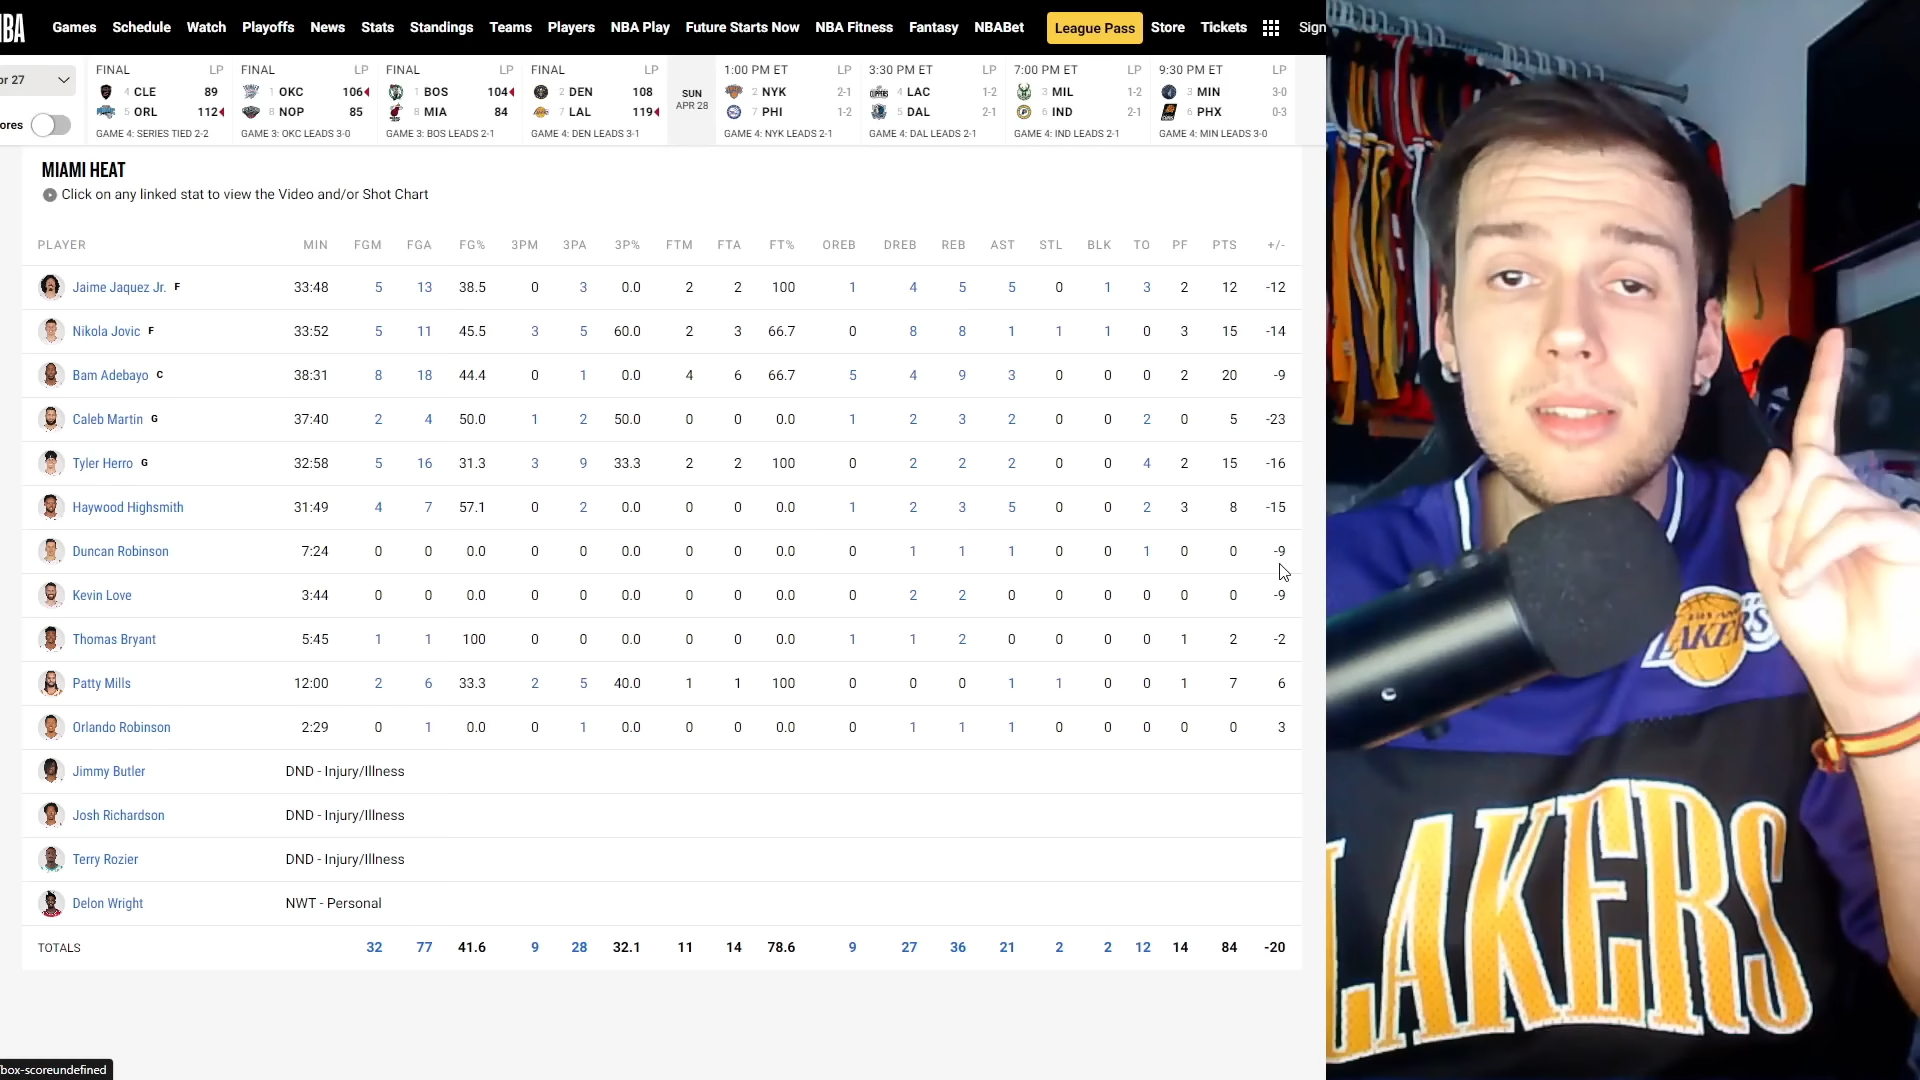 NBA Games Schedule Watch Playoffs News Stats Standings Teams Players NBA Play Future Starts Now NBA Fitness Fantasy NBABet League Pass Store Tickets Sign
pr 27
ores
FINAL LP
4 CLE 89
5 ORL 112
GAME 4: SERIES TIED 2-2
FINAL LP
1 OKC 106
8 NOP 85
GAME 3: OKC LEADS 3-0
FINAL LP
1 BOS 104
8 MIA 84
GAME 3: BOS LEADS 2-1
FINAL LP
2 DEN 108
7 LAL 119
GAME 4: DEN LEADS 3-1
SUN
APR 28
1:00 PM ET LP
2 NYK 2-1
7 PHI 1-2
GAME 4: NYK LEADS 2-1
3:30 PM ET LP
4 LAC 1-2
5 DAL 2-1
GAME 4: DAL LEADS 2-1
7:00 PM ET LP
3 MIL 1-2
6 IND 2-1
GAME 4: IND LEADS 2-1
9:30 PM ET LP
3 MIN 3-0
6 PHX 0-3
GAME 4: MIN LEADS 3-0
MIAMI HEAT
Click on any linked stat to view the Video and/or Shot Chart
PLAYER MIN FGM FGA FG% 3PM 3PA 3P% FTM FTA FT% OREB DREB REB AST STL BLK TO PF PTS +/-
Jaime Jaquez Jr. F 33:48 5 13 38.5 0 3 0.0 2 2 100 1 4 5 5 0 1 3 2 12 -12
Nikola Jovic F 33:52 5 11 45.5 3 5 60.0 2 3 66.7 0 8 8 1 1 1 0 3 15 -14
Bam Adebayo C 38:31 8 18 44.4 0 1 0.0 4 6 66.7 5 4 9 3 0 0 0 2 20 -9
Caleb Martin G 37:40 2 4 50.0 1 2 50.0 0 0 0.0 1 2 3 2 0 0 2 0 5 -23
Tyler Herro G 32:58 5 16 31.3 3 9 33.3 2 2 100 0 2 2 2 0 0 4 2 15 -16
Haywood Highsmith 31:49 4 7 57.1 0 2 0.0 0 0 0.0 1 2 3 5 0 0 2 3 8 -15
Duncan Robinson 7:24 0 0 0.0 0 0 0.0 0 0 0.0 0 1 1 1 0 0 1 0 0 -9
Kevin Love 3:44 0 0 0.0 0 0 0.0 0 0 0.0 0 2 2 0 0 0 0 0 0 -9
Thomas Bryant 5:45 1 1 100 0 0 0.0 0 0 0.0 1 1 2 0 0 0 0 1 2 -2
Patty Mills 12:00 2 6 33.3 2 5 40.0 1 1 100 0 0 0 1 1 0 0 1 7 6
Orlando Robinson 2:29 0 1 0.0 0 1 0.0 0 0 0.0 0 1 1 1 0 0 0 0 0 3
Jimmy Butler DND - Injury/Illness
Josh Richardson DND - Injury/Illness
Terry Rozier DND - Injury/Illness
Delon Wright NWT - Personal
TOTALS 32 77 41.6 9 28 32.1 11 14 78.6 9 27 36 21 2 2 12 14 84 -20
box-scoreundefined
LAKERS
LAKERS